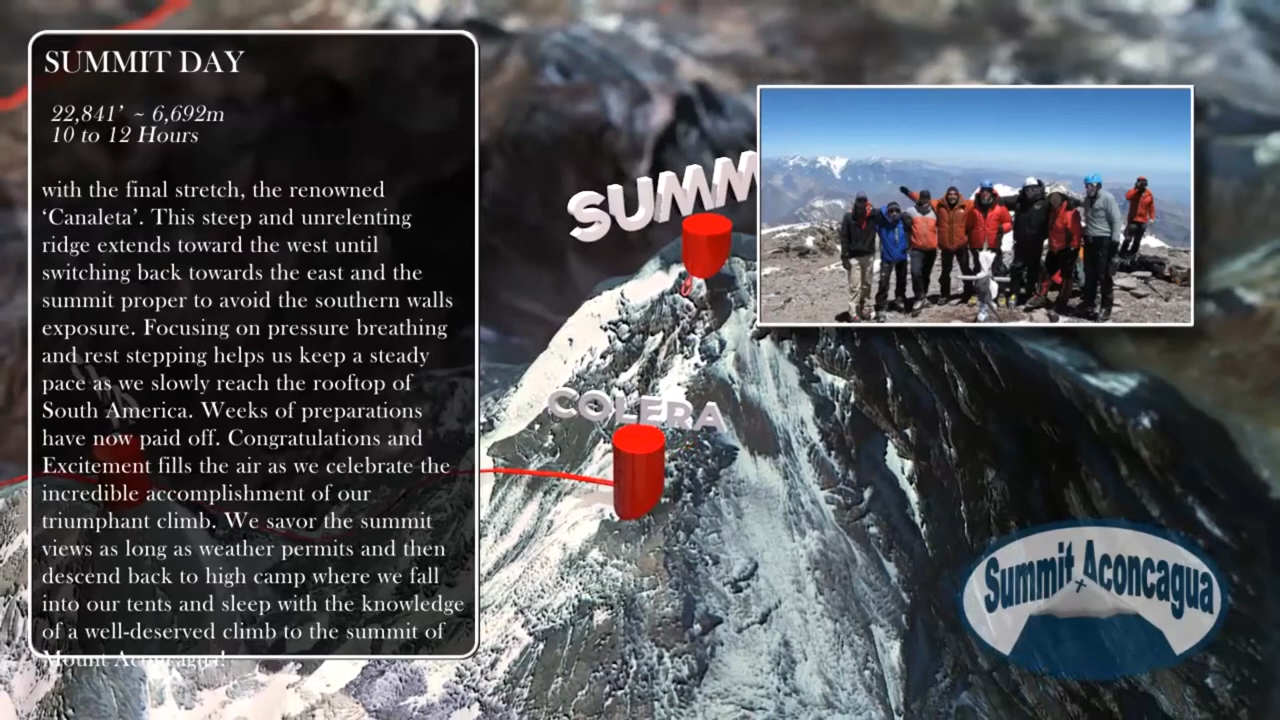 SUMMIT DAY
22,841’ ~ 6,692m
10 to 12 Hours
with the final stretch, the renowned
‘Canaleta’. This steep and unrelenting
ridge extends toward the west until
switching back towards the east and the
summit proper to avoid the southern walls
exposure. Focusing on pressure breathing
and rest stepping helps us keep a steady
pace as we slowly reach the rooftop of
South America. Weeks of preparations
have now paid off. Congratulations and
Excitement fills the air as we celebrate the
incredible accomplishment of our
triumphant climb. We savor the summit
views as long as weather permits and then
descend back to high camp where we fall
into our tents and sleep with the knowledge
of a well-deserved climb to the summit of
Mount Aconcagua!
SUMM
COLERA
Summit Aconcagua